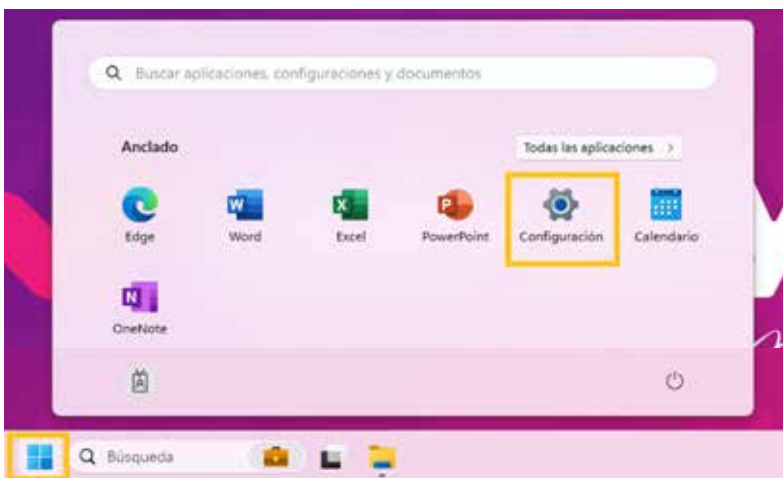 Buscar aplicaciones, configuraciones y documentos
Anclado
Todas las aplicaciones >
Edge
Word
Excel
PowerPoint
Configuración
Calendario
OneNote
Búsqueda